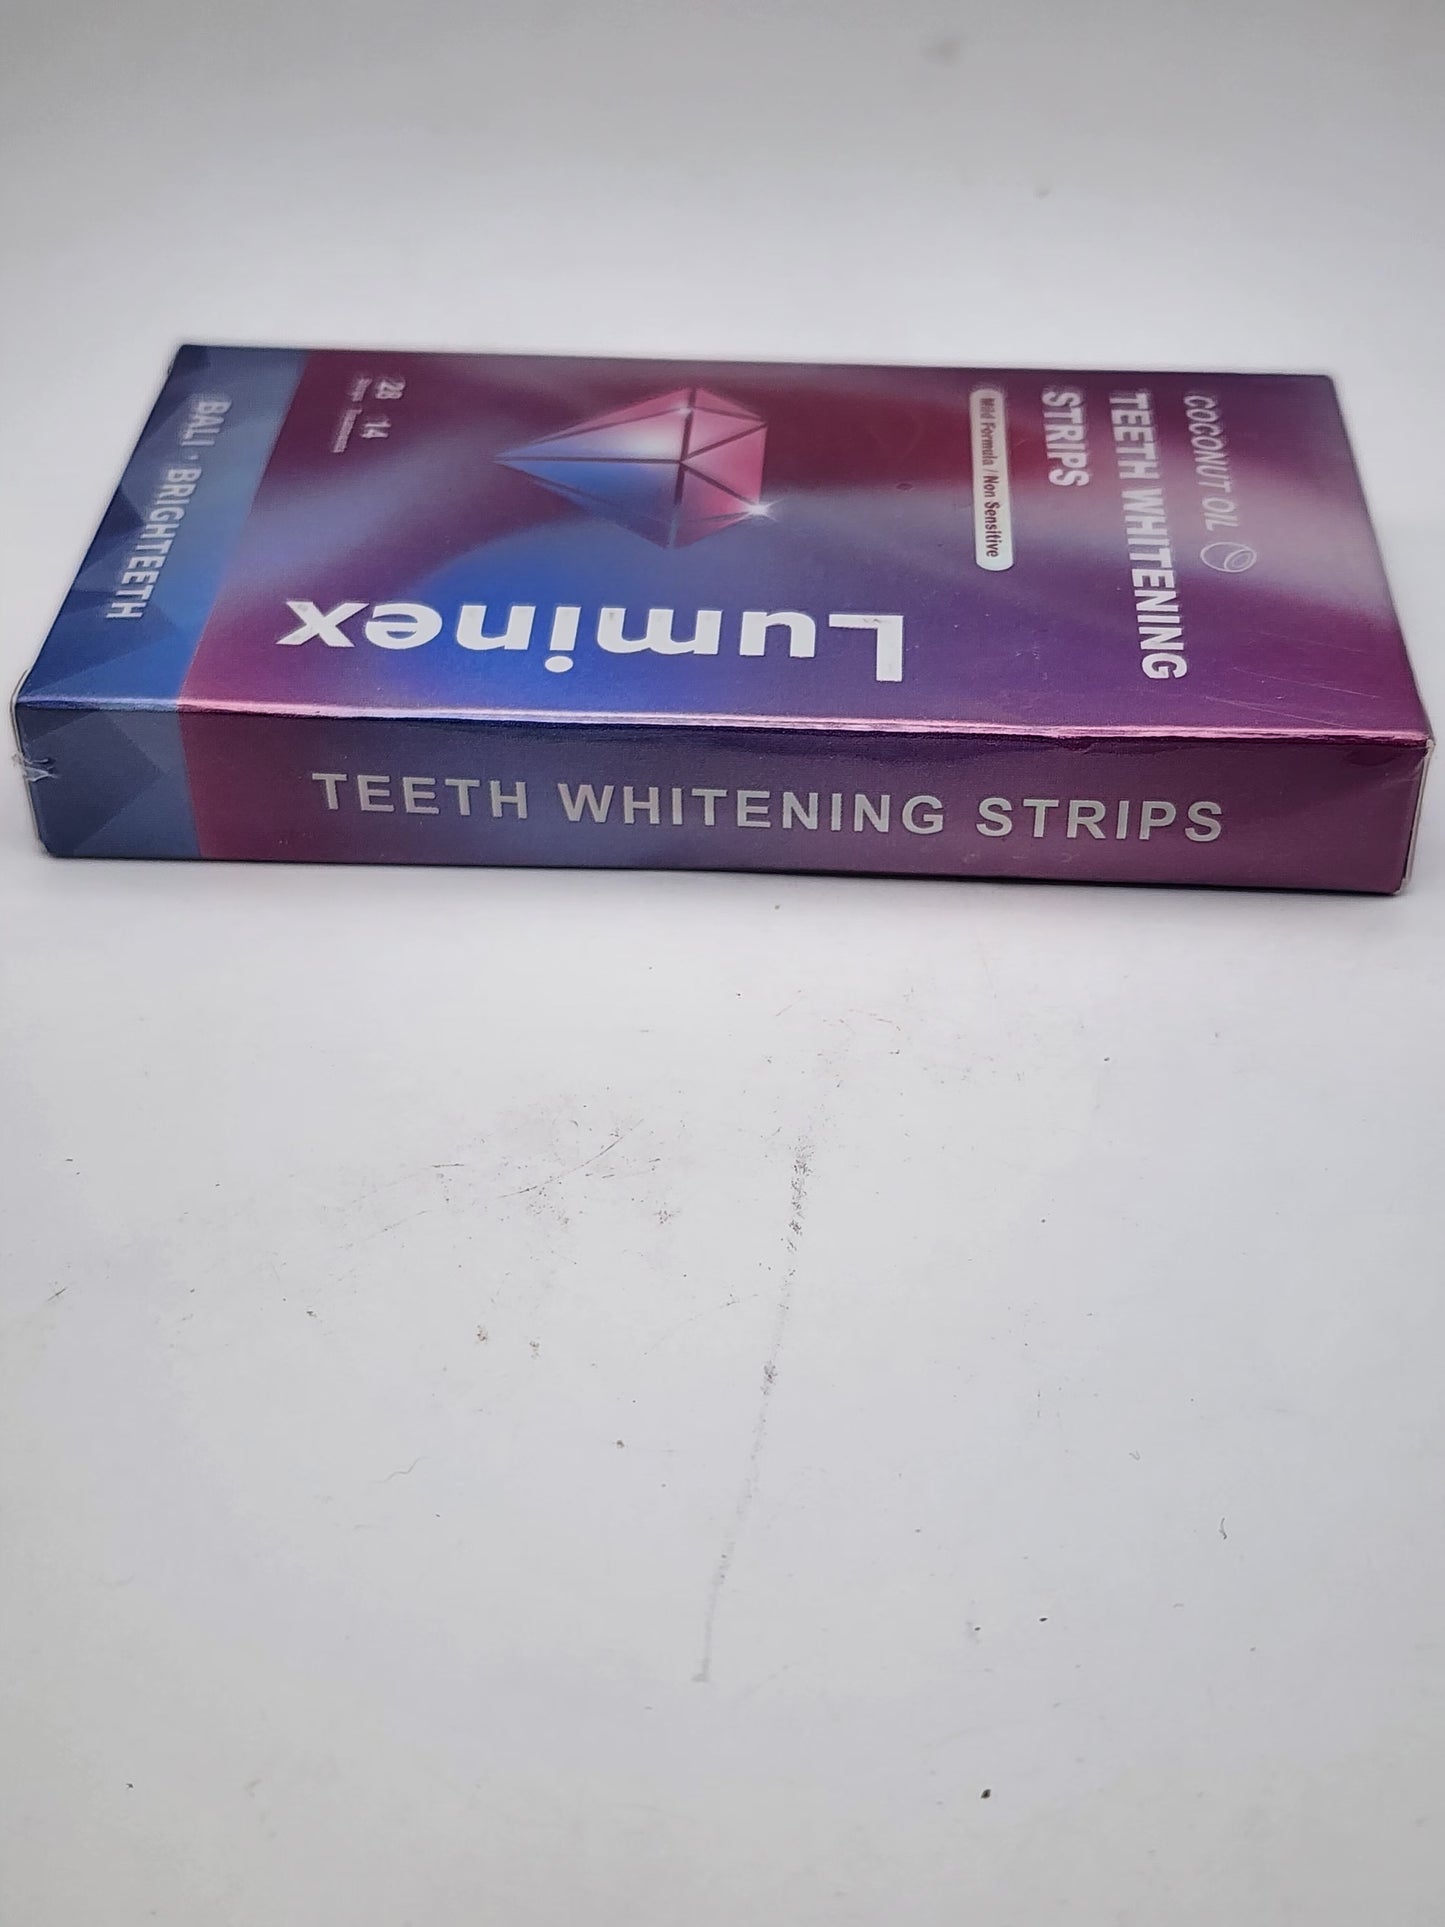 COCONUT OIL
TEETH WHITENING
STRIPS
Mild Formula / Non Sensitive
Luminex
28 14
BALI · BRIGHTEETH
TEETH WHITENING STRIPS